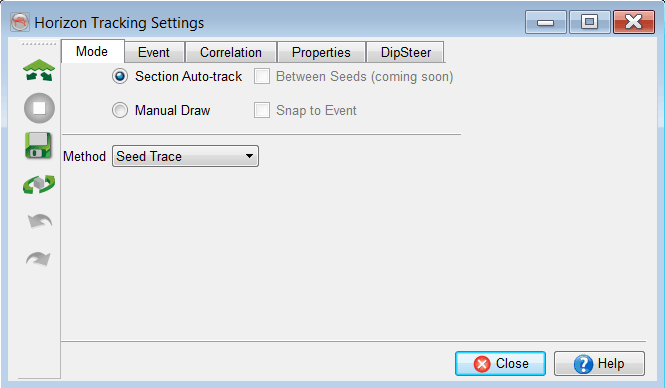 Horizon Tracking Settings
Mode Event Correlation Properties DipSteer
Section Auto-track Between Seeds (coming soon)
Manual Draw Snap to Event
Method Seed Trace
Close Help